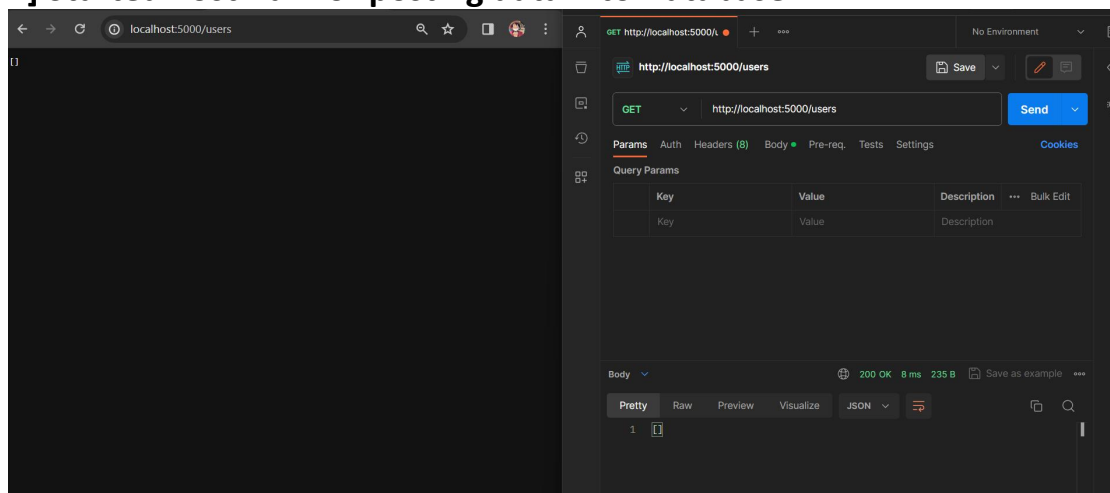 localhost:5000/users
[]
GET http://localhost:5000/u
No Environment
HTTP http://localhost:5000/users
Save
GET http://localhost:5000/users Send
Params Auth Headers (8) Body Pre-req. Tests Settings Cookies
Query Params
Key Value Description Bulk Edit
Key Value Description
Body 200 OK 8 ms 235 B Save as example
Pretty Raw Preview Visualize JSON
1 []